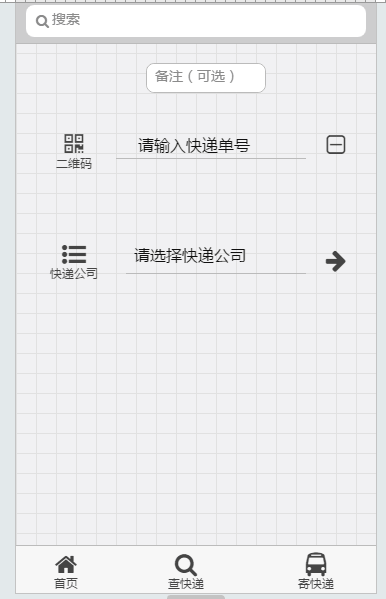 搜索
备注（可选）
请输入快递单号
二维码
请选择快递公司
快递公司
首页 查快递 寄快递